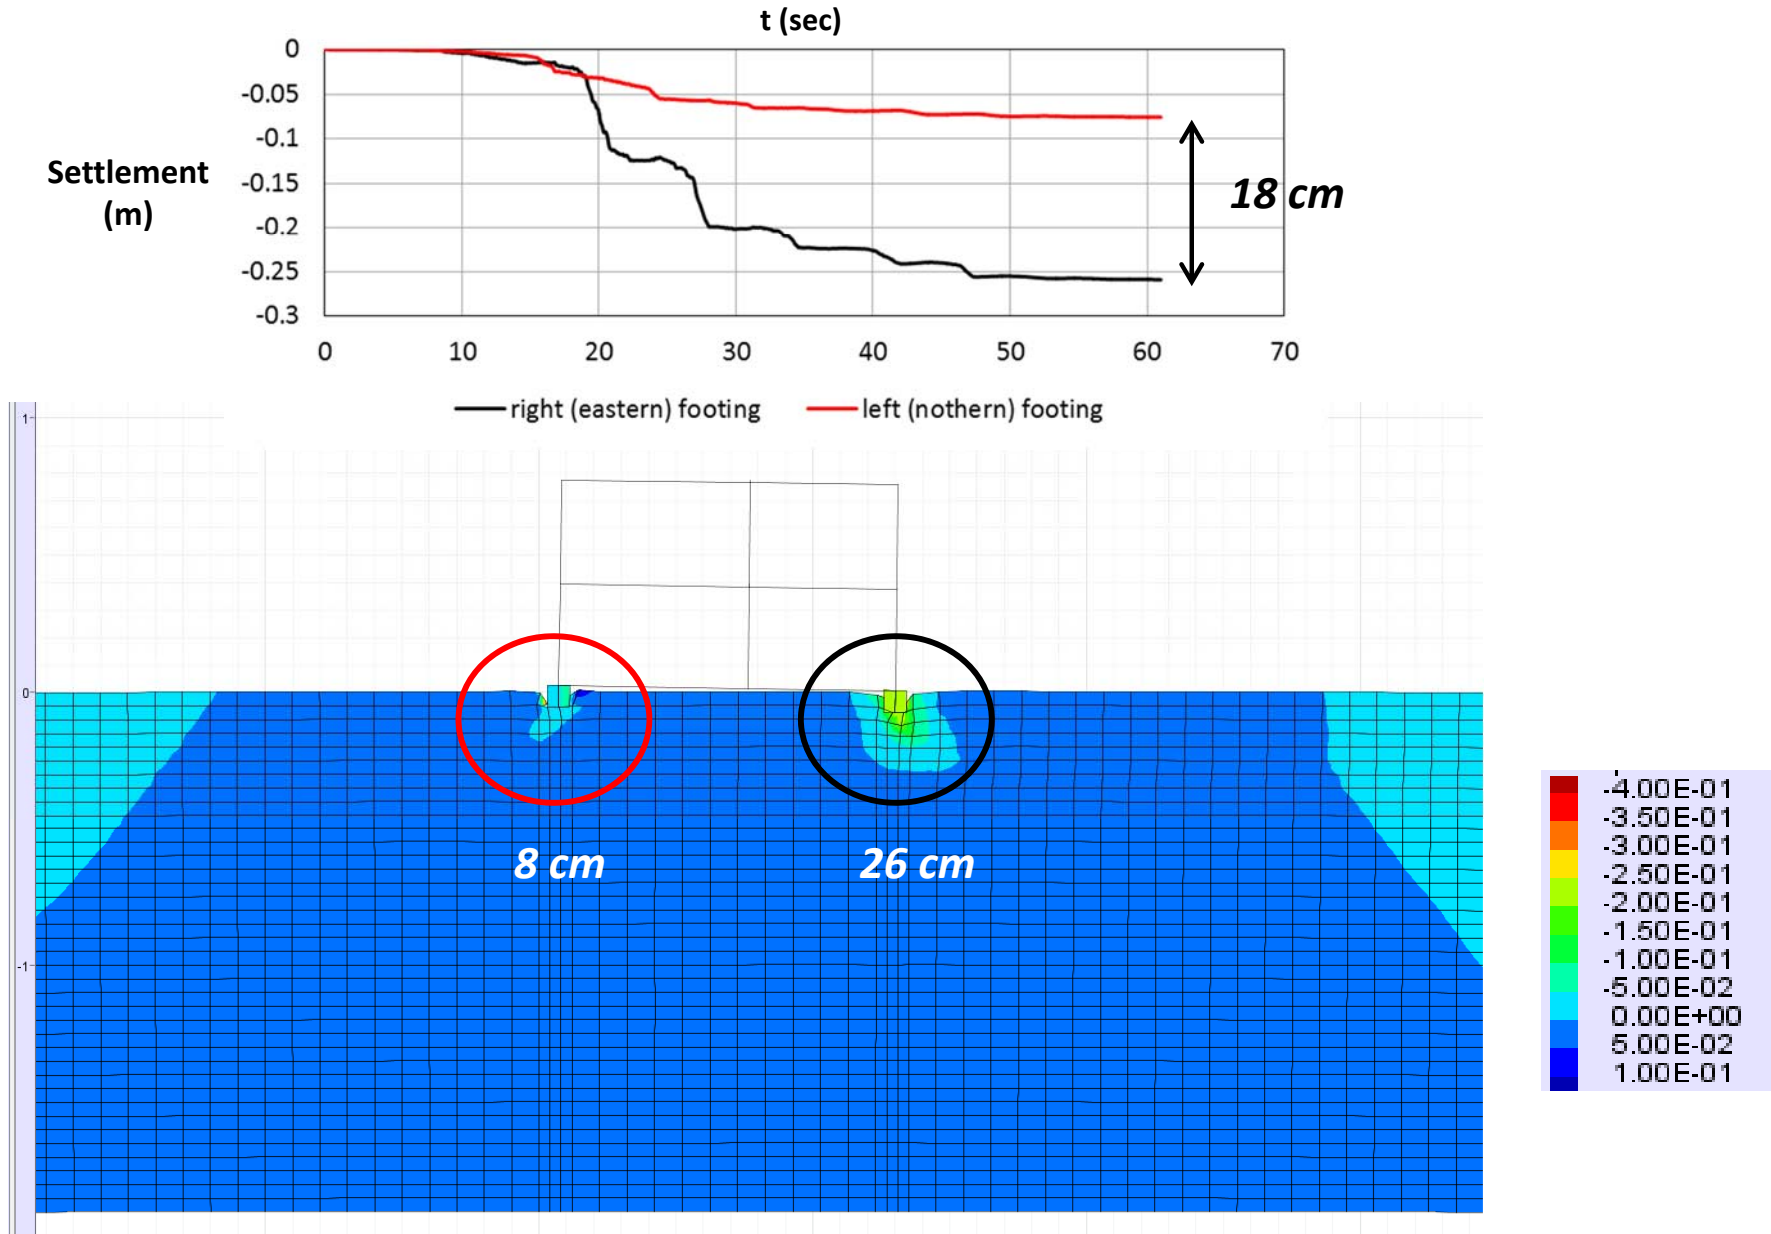 t (sec)
0
-0.05
-0.1
-0.15
-0.2
-0.25
-0.3
Settlement
(m)
18 cm
0 10 20 30 40 50 60 70
right (eastern) footing left (nothern) footing
1
0
-1
8 cm 26 cm
-4.00E-01
-3.50E-01
-3.00E-01
-2.50E-01
-2.00E-01
-1.50E-01
-1.00E-01
-5.00E-02
0.00E+00
5.00E-02
1.00E-01